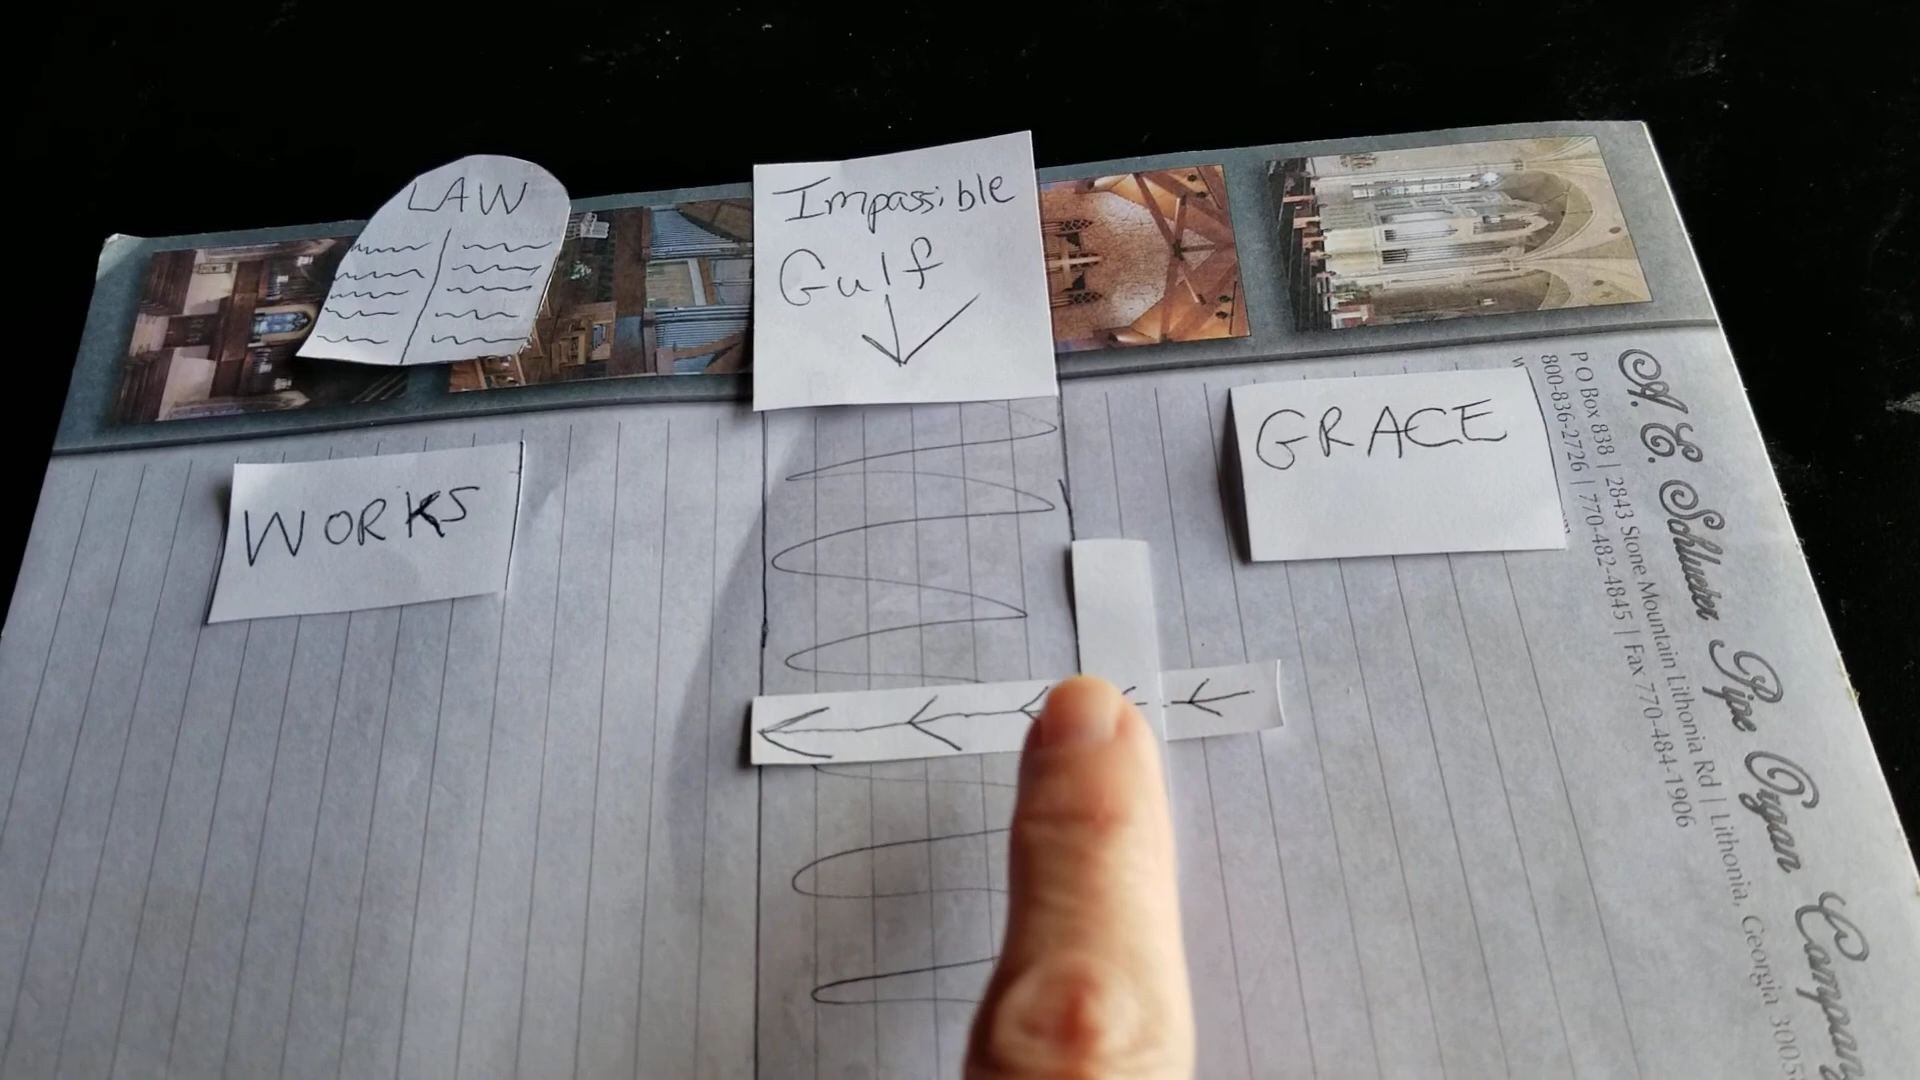 LAW
Impassible
Gulf
WORKS
GRACE
A. E. Schlueter Pipe Organ Company
P O Box 838 | 2843 Stone Mountain Lithonia Rd | Lithonia, Georgia 3005
800-836-2726 | 770-482-4845 | Fax 770-484-1906